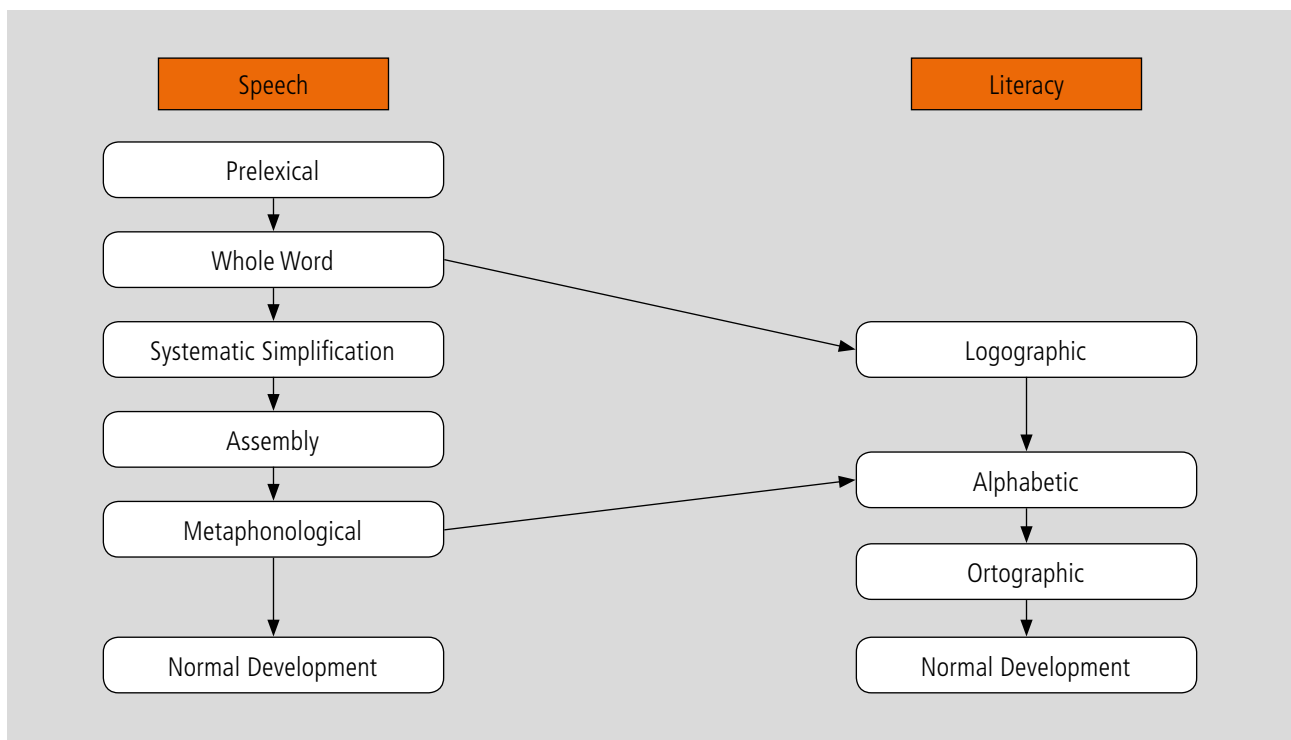 Speech
Literacy
Prelexical
Whole Word
Systematic Simplification
Logographic
Assembly
Alphabetic
Metaphonological
Ortographic
Normal Development
Normal Development